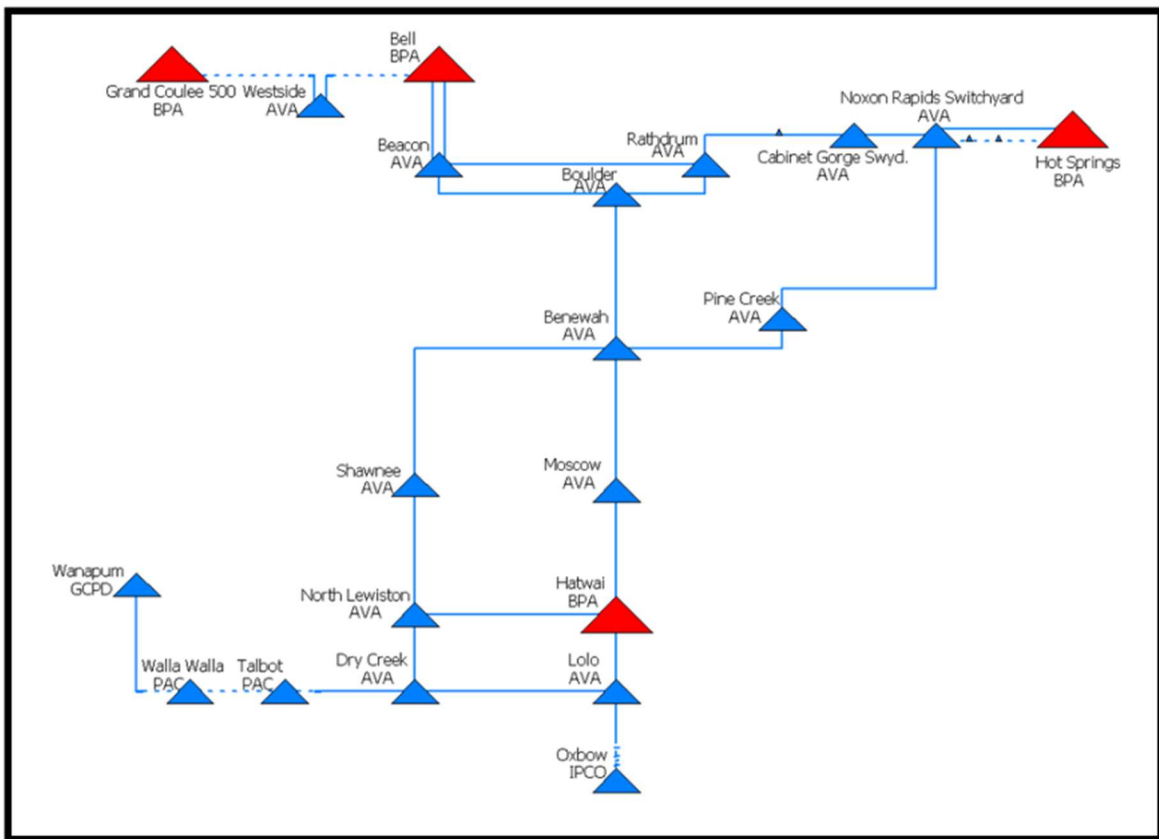 Bell
BPA
Grand Coulee 500
BPA
Westside
AVA
Noxon Rapids Switchyard
AVA
Beacon
AVA
Rathdrum
AVA
Cabinet Gorge Swyd.
AVA
Hot Springs
BPA
Boulder
AVA
Pine Creek
AVA
Benewah
AVA
Shawnee
AVA
Moscow
AVA
Wanapum
GCPD
North Lewiston
AVA
Hatwai
BPA
Walla Walla
PAC
Talbot
PAC
Dry Creek
AVA
Lolo
AVA
Oxbow
IPCO